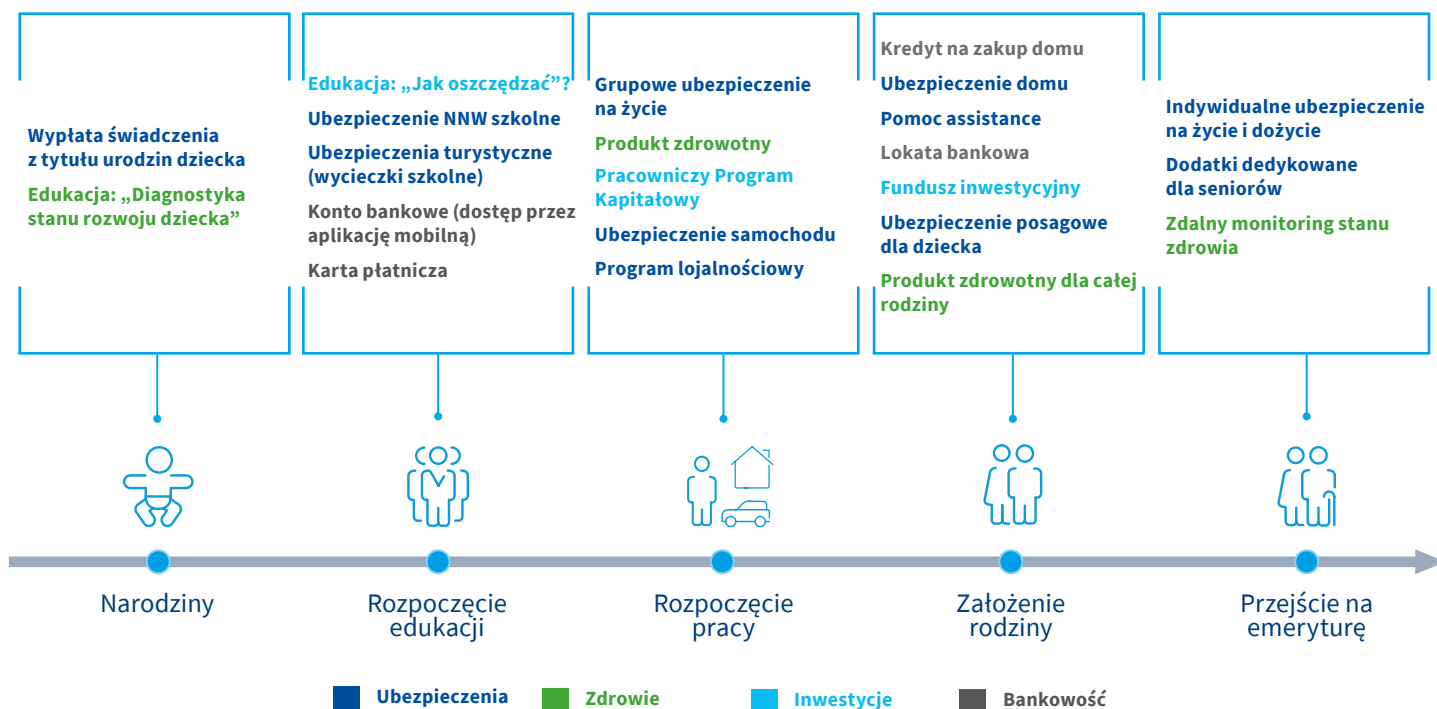 Wypłata świadczenia
z tytułu urodzin dziecka
Edukacja: „Diagnostyka
stanu rozwoju dziecka”
Edukacja: „Jak oszczędzać”?
Ubezpieczenie NNW szkolne
Ubezpieczenia turystyczne
(wycieczki szkolne)
Konto bankowe (dostęp przez
aplikację mobilną)
Karta płatnicza
Grupowe ubezpieczenie
na życie
Produkt zdrowotny
Pracowniczy Program
Kapitałowy
Ubezpieczenie samochodu
Program lojalnościowy
Kredyt na zakup domu
Ubezpieczenie domu
Pomoc assistance
Lokata bankowa
Fundusz inwestycyjny
Ubezpieczenie posagowe
dla dziecka
Produkt zdrowotny dla całej
rodziny
Indywidualne ubezpieczenie
na życie i dożycie
Dodatki dedykowane
dla seniorów
Zdalny monitoring stanu
zdrowia
Narodziny
Rozpoczęcie
edukacji
Rozpoczęcie
pracy
Założenie
rodziny
Przejście na
emeryturę
Ubezpieczenia
Zdrowie
Inwestycje
Bankowość